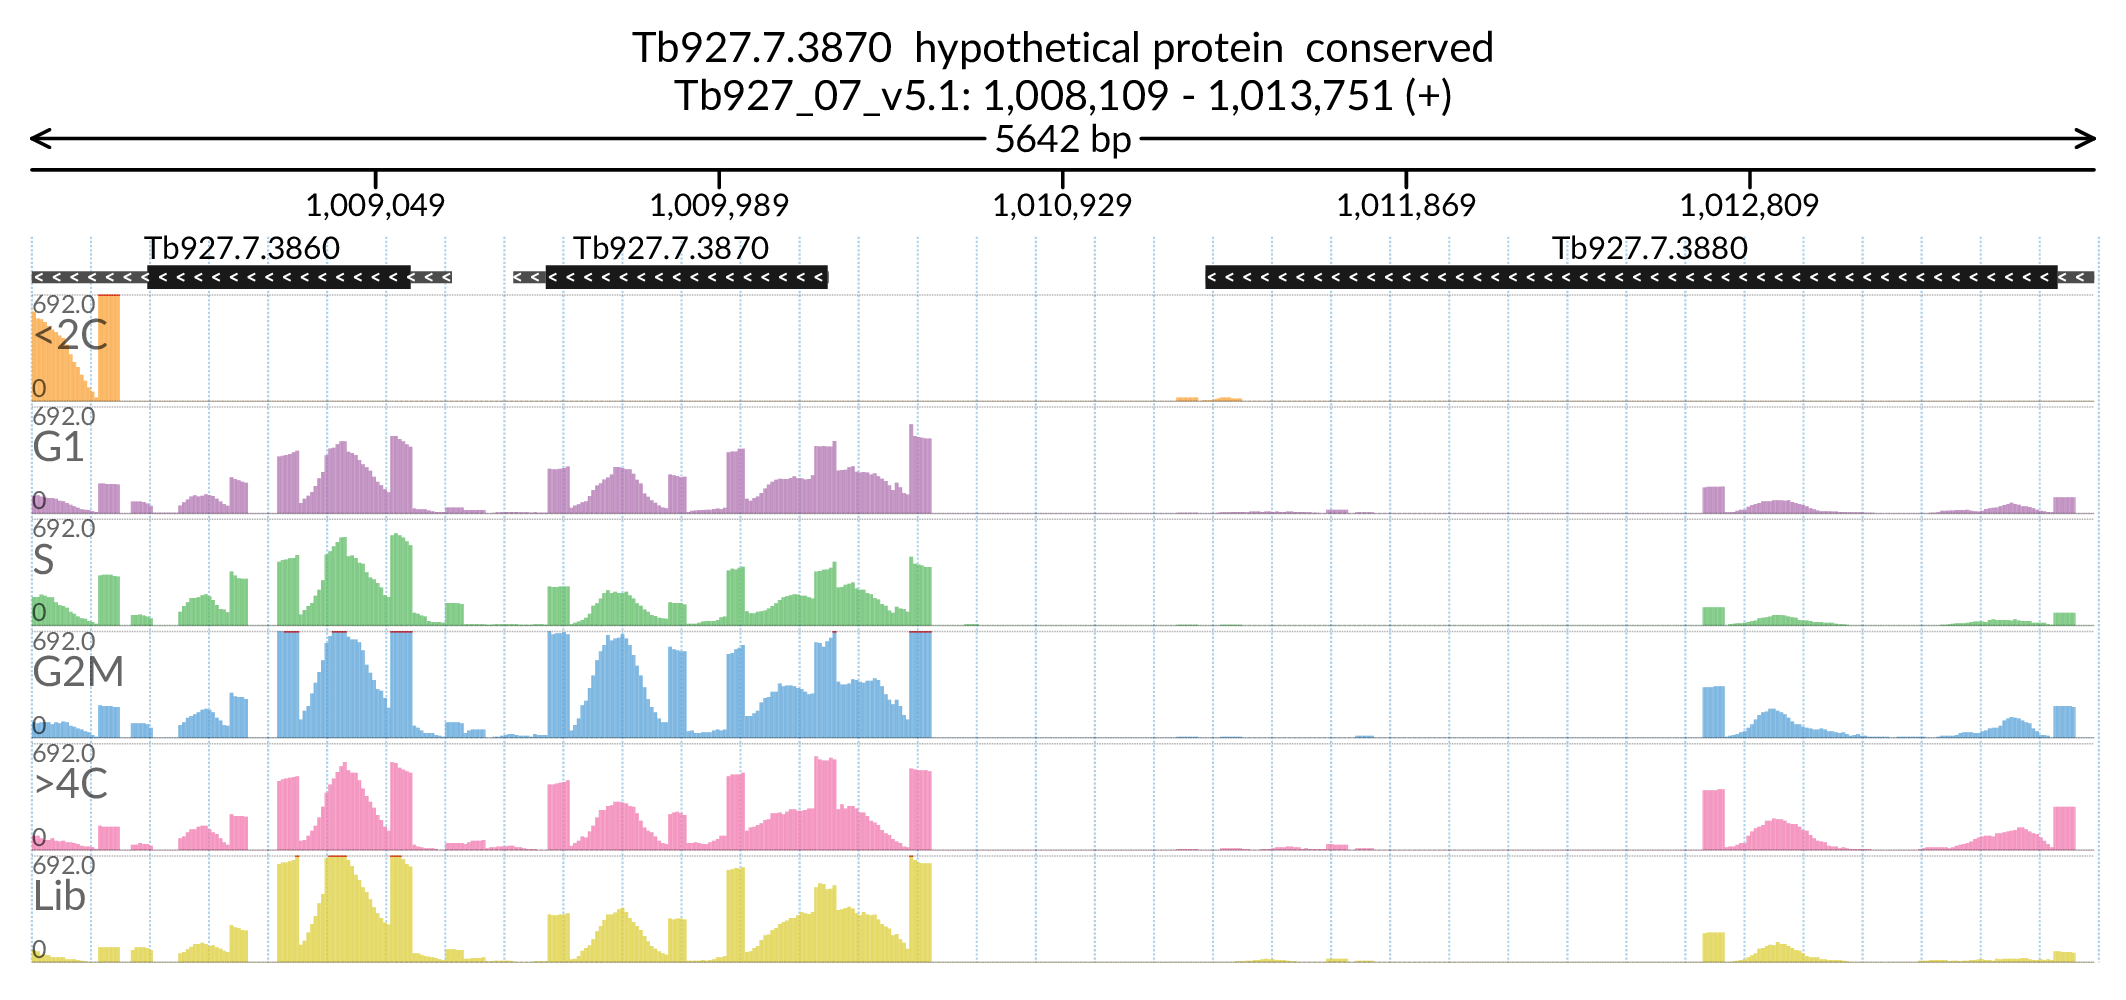 Tb927.7.3870  hypothetical protein  conserved
Tb927_07_v5.1: 1,008,109 - 1,013,751 (+)
5642 bp
1,009,049 1,009,989 1,010,929 1,011,869 1,012,809
Tb927.7.3860 Tb927.7.3870 Tb927.7.3880
692.0
<2C
0
692.0
G1
0
692.0
S
0
692.0
G2M
0
692.0
>4C
0
692.0
Lib
0